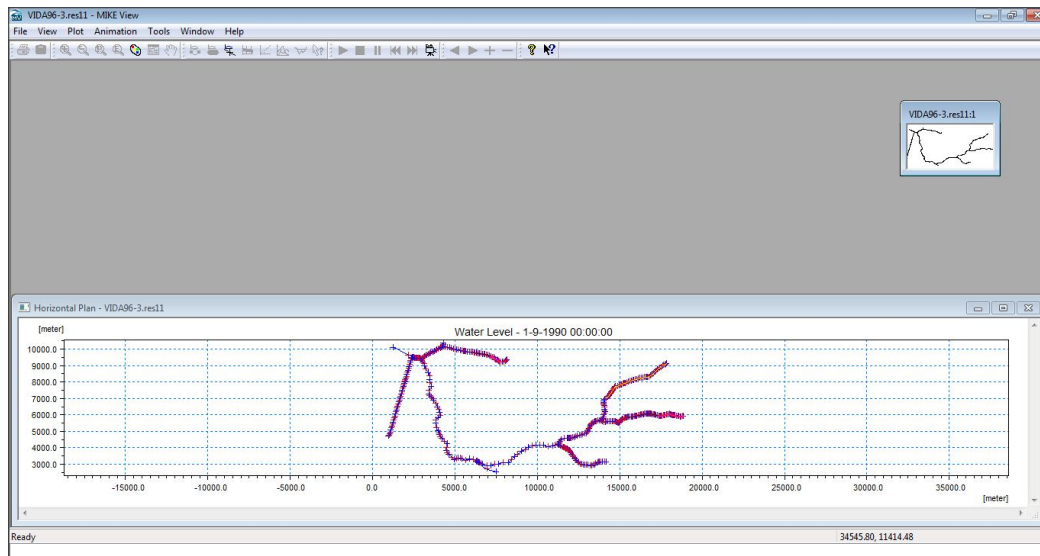 VIDA96-3.res11 - MIKE View
File View Plot Animation Tools Window Help
VIDA96-3.res11:1
Horizontal Plan - VIDA96-3.res11
[meter]
Water Level - 1-9-1990 00:00:00
10000.0
9000.0
8000.0
7000.0
6000.0
5000.0
4000.0
3000.0
-15000.0 -10000.0 -5000.0 0.0 5000.0 10000.0 15000.0 20000.0 25000.0 30000.0 35000.0
[meter]
Ready 34545.80, 11414.48